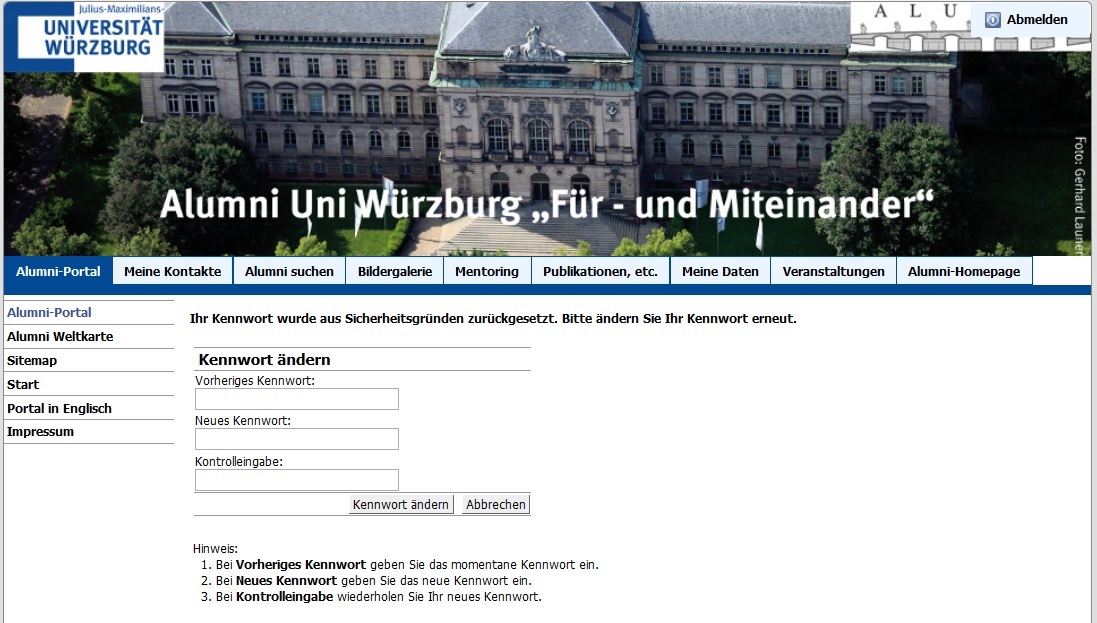 Julius-Maximilians-
UNIVERSITÄT
WÜRZBURG
A L U
Abmelden
Foto: Gerhard Launer
Alumni Uni Würzburg „Für - und Miteinander“
Alumni-Portal Meine Kontakte Alumni suchen Bildergalerie Mentoring Publikationen, etc. Meine Daten Veranstaltungen Alumni-Homepage
Alumni-Portal
Alumni Weltkarte
Sitemap
Start
Portal in Englisch
Impressum
Ihr Kennwort wurde aus Sicherheitsgründen zurückgesetzt. Bitte ändern Sie Ihr Kennwort erneut.
Kennwort ändern
Vorheriges Kennwort:
Neues Kennwort:
Kontrolleingabe:
Kennwort ändern Abbrechen
Hinweis:
1. Bei Vorheriges Kennwort geben Sie das momentane Kennwort ein.
2. Bei Neues Kennwort geben Sie das neue Kennwort ein.
3. Bei Kontrolleingabe wiederholen Sie Ihr neues Kennwort.